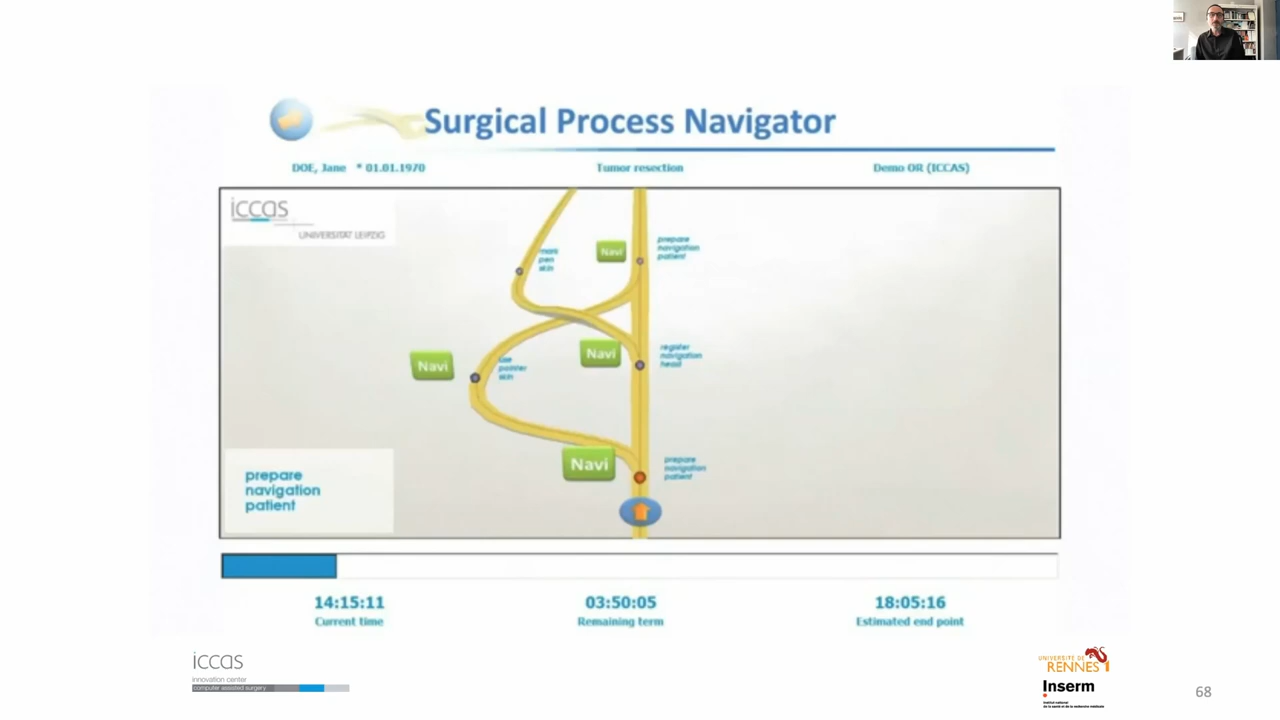 Surgical Process Navigator
DOE, Jane * 01.01.1970
Tumor resection
Demo OR (ICCAS)
iccas
UNIVERSITÄT LEIPZIG
mark
pen
skin
Navi
prepare
navigation
patient
Navi
pointer
skin
Navi
register
navigation
head
Navi
prepare
navigation
patient
prepare
navigation
patient
14:15:11
Current time
03:50:05
Remaining term
18:05:16
Estimated end point
iccas
innovation center
computer assisted surgery
UNIVERSITÉ DE
RENNES 1
Inserm
Institut national
de la santé et de la recherche médicale
68